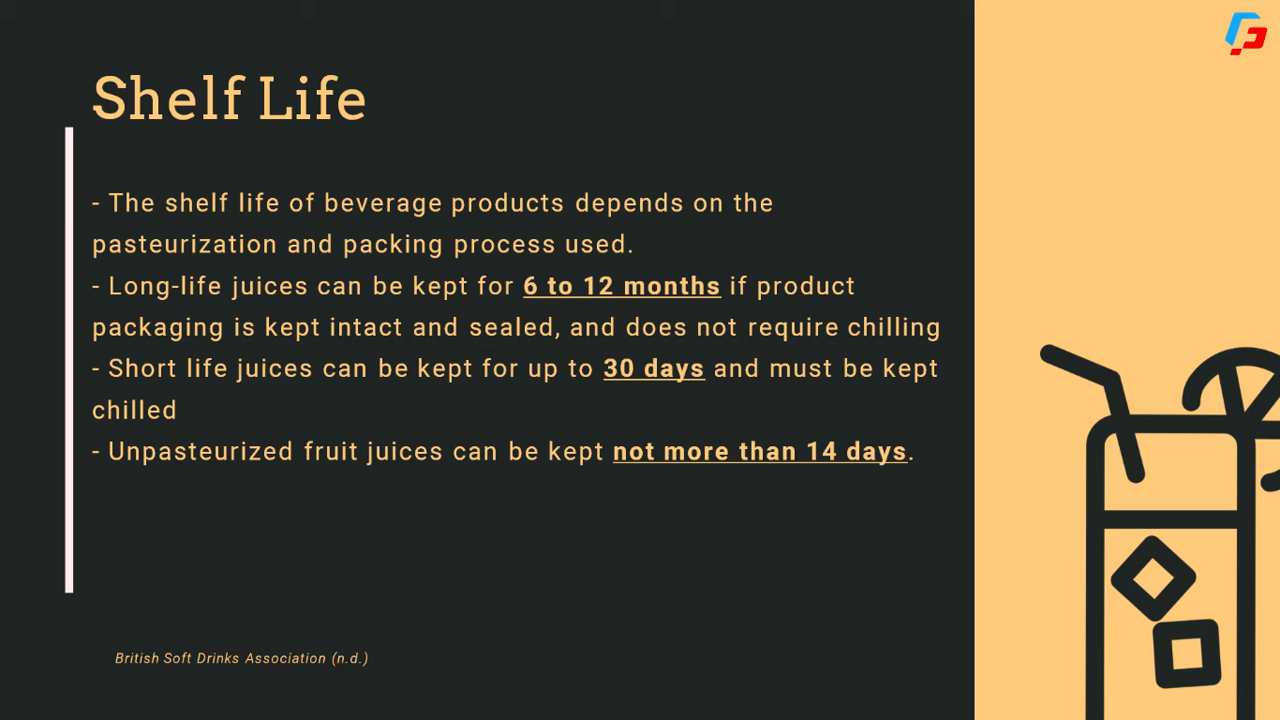 Shelf Life
- The shelf life of beverage products depends on the
pasteurization and packing process used.
- Long-life juices can be kept for 6 to 12 months if product
packaging is kept intact and sealed, and does not require chilling
- Short life juices can be kept for up to 30 days and must be kept
chilled
- Unpasteurized fruit juices can be kept not more than 14 days.
British Soft Drinks Association (n.d.)